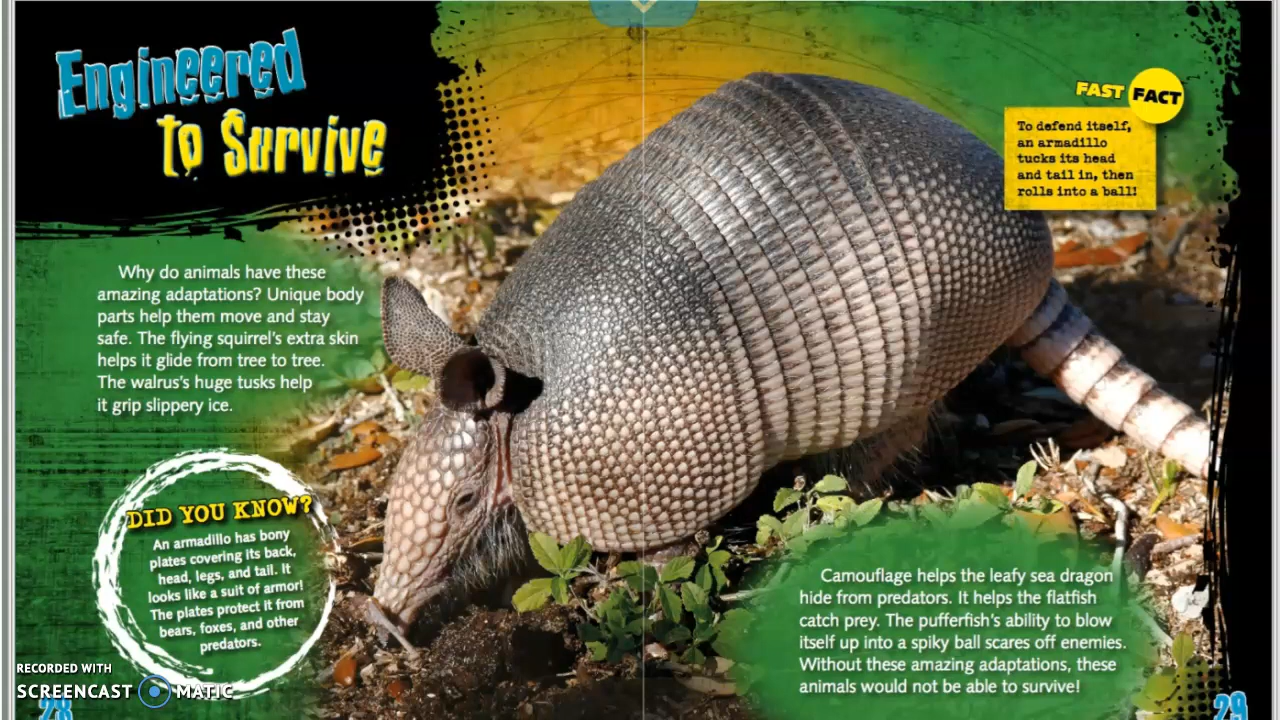 Engineered
to Survive
Why do animals have these
amazing adaptations? Unique body
parts help them move and stay
safe. The flying squirrel's extra skin
helps it glide from tree to tree.
The walrus's huge tusks help
it grip slippery ice.
DID YOU KNOW?
An armadillo has bony
plates covering its back,
head, legs, and tail. It
looks like a suit of armor!
The plates protect it from
bears, foxes, and other
predators.
FAST FACT
To defend itself,
an armadillo
tucks its head
and tail in, then
rolls into a ball!
Camouflage helps the leafy sea dragon
hide from predators. It helps the flatfish
catch prey. The pufferfish's ability to blow
itself up into a spiky ball scares off enemies.
Without these amazing adaptations, these
animals would not be able to survive!
RECORDED WITH
SCREENCAST MATIC
28
29